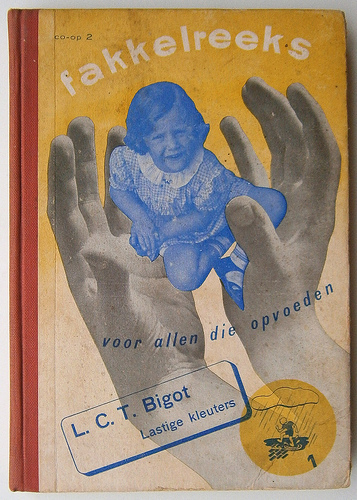 co-op 2
fakkelreeks
voor allen die opvoeden
L. C. T. Bigot
Lastige kleuters
1